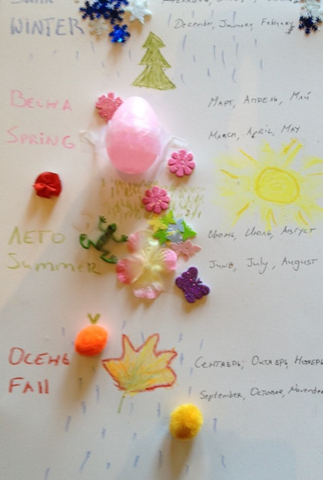 WINTER December, January, February
Весна Март, Апрель, Май
SPRING March, April, May
Лето Июнь, Июль, Август
Summer June, July, August
Осень Сентябрь, Октябрь, Ноябрь
Fall September, October, November